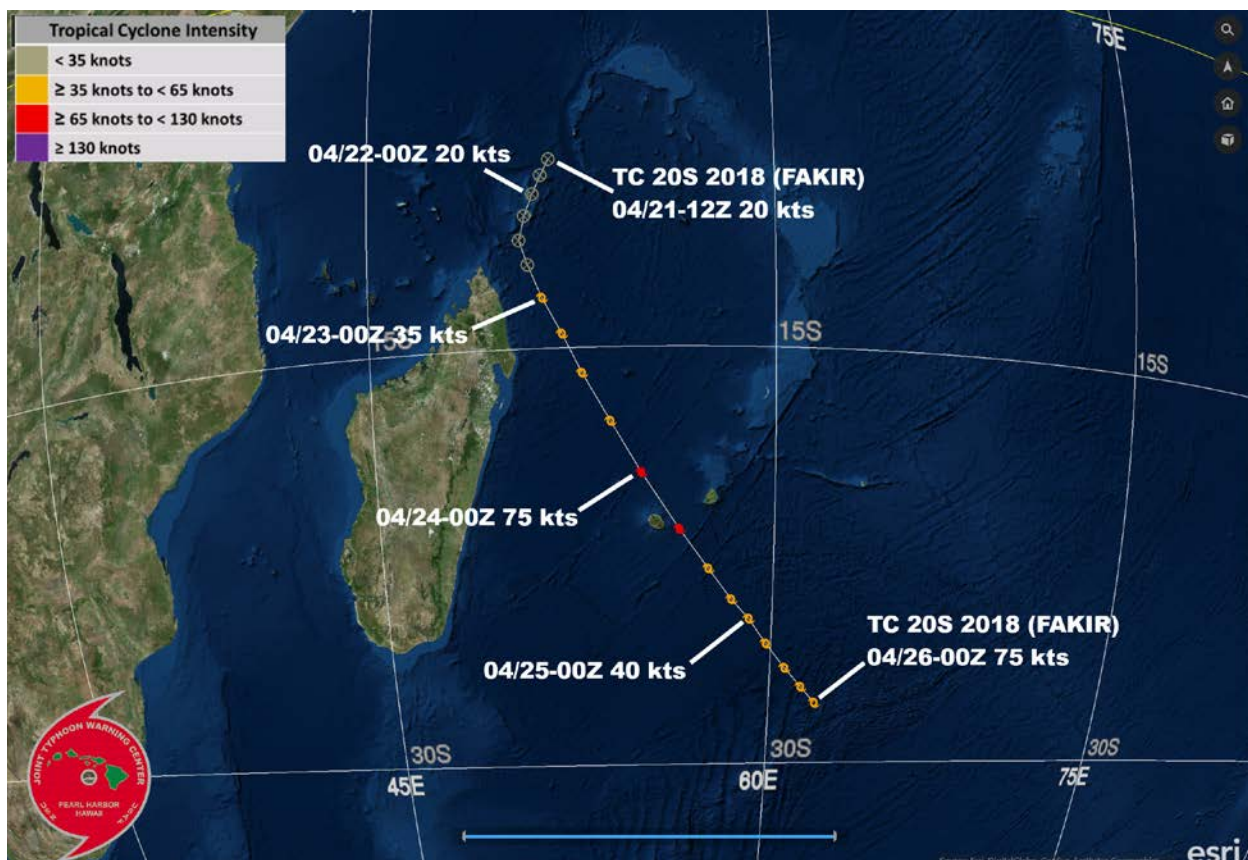 Tropical Cyclone Intensity
< 35 knots
≥ 35 knots to < 65 knots
≥ 65 knots to < 130 knots
≥ 130 knots
75E
04/22-00Z 20 kts
TC 20S 2018 (FAKIR)
04/21-12Z 20 kts
04/23-00Z 35 kts
15S
15S
15S
04/24-00Z 75 kts
TC 20S 2018 (FAKIR)
04/26-00Z 75 kts
04/25-00Z 40 kts
30S
30S
30S
45E
60E
75E
JOINT TYPHOON WARNING CENTER
PEARL HARBOR
HAWAII
esri